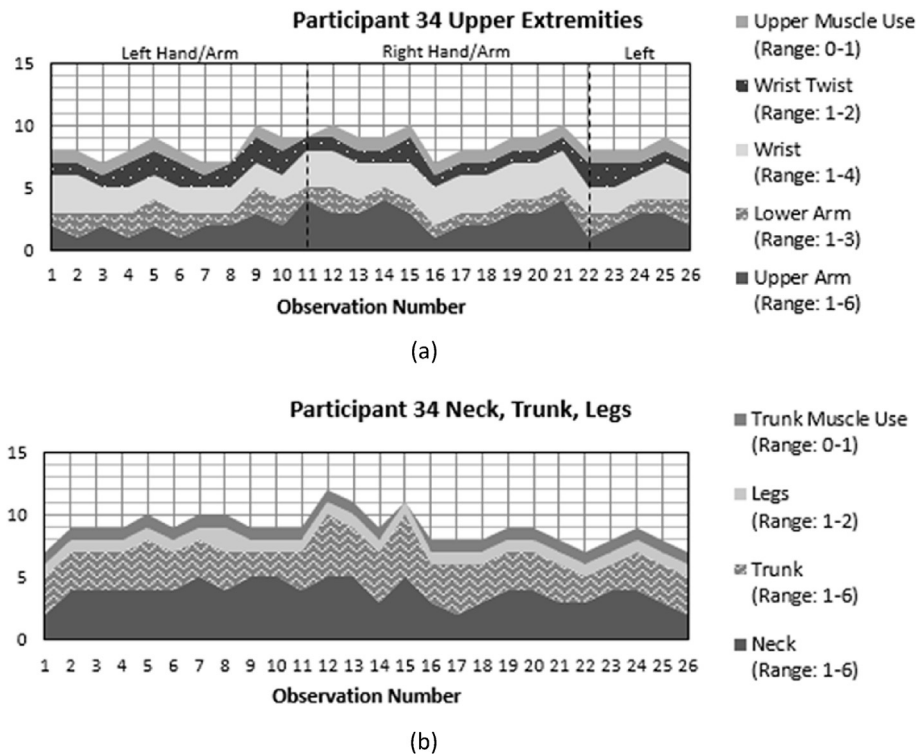 Participant 34 Upper Extremities
Left Hand/Arm Right Hand/Arm Left
15
10
5
0
1 2 3 4 5 6 7 8 9 10 11 12 13 14 15 16 17 18 19 20 21 22 23 24 25 26
Observation Number
Upper Muscle Use
(Range: 0-1)
Wrist Twist
(Range: 1-2)
Wrist
(Range: 1-4)
Lower Arm
(Range: 1-3)
Upper Arm
(Range: 1-6)
(a)
Participant 34 Neck, Trunk, Legs
15
10
5
0
1 2 3 4 5 6 7 8 9 10 11 12 13 14 15 16 17 18 19 20 21 22 23 24 25 26
Observation Number
Trunk Muscle Use
(Range: 0-1)
Legs
(Range: 1-2)
Trunk
(Range: 1-6)
Neck
(Range: 1-6)
(b)